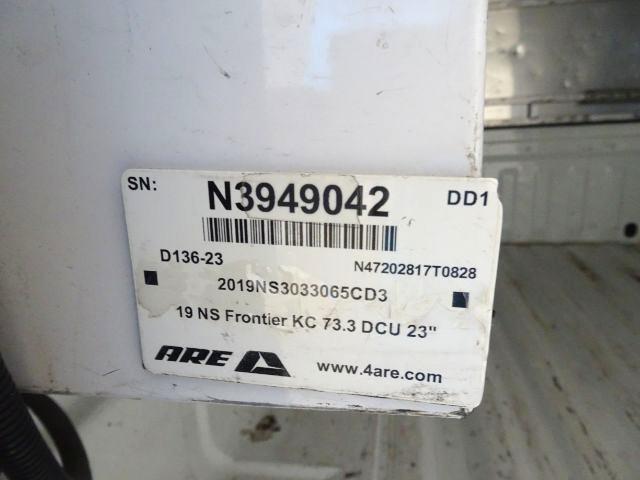 SN: N3949042 DD1
D136-23 N47202817T0828
2019NS3033065CD3
19 NS Frontier KC 73.3 DCU 23"
ARE www.4are.com